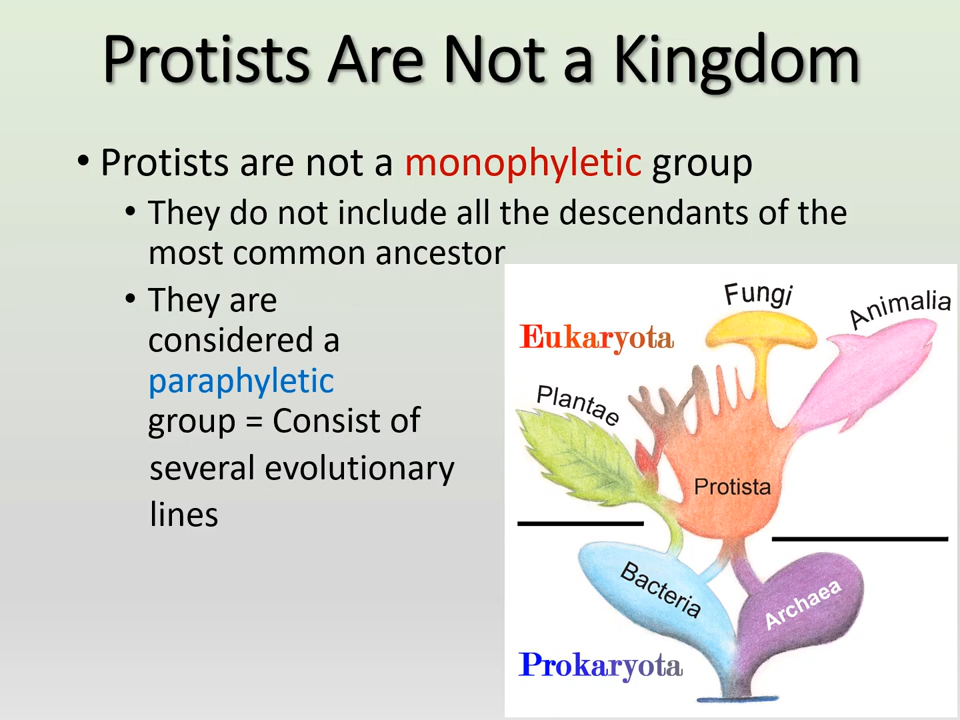 Protists Are Not a Kingdom
• Protists are not a monophyletic group
• They do not include all the descendants of the
most common ancestor
• They are
considered a
paraphyletic
group = Consist of
several evolutionary
lines
Fungi
Animalia
Eukaryota
Plantae
Protista
Bacteria
Archaea
Prokaryota